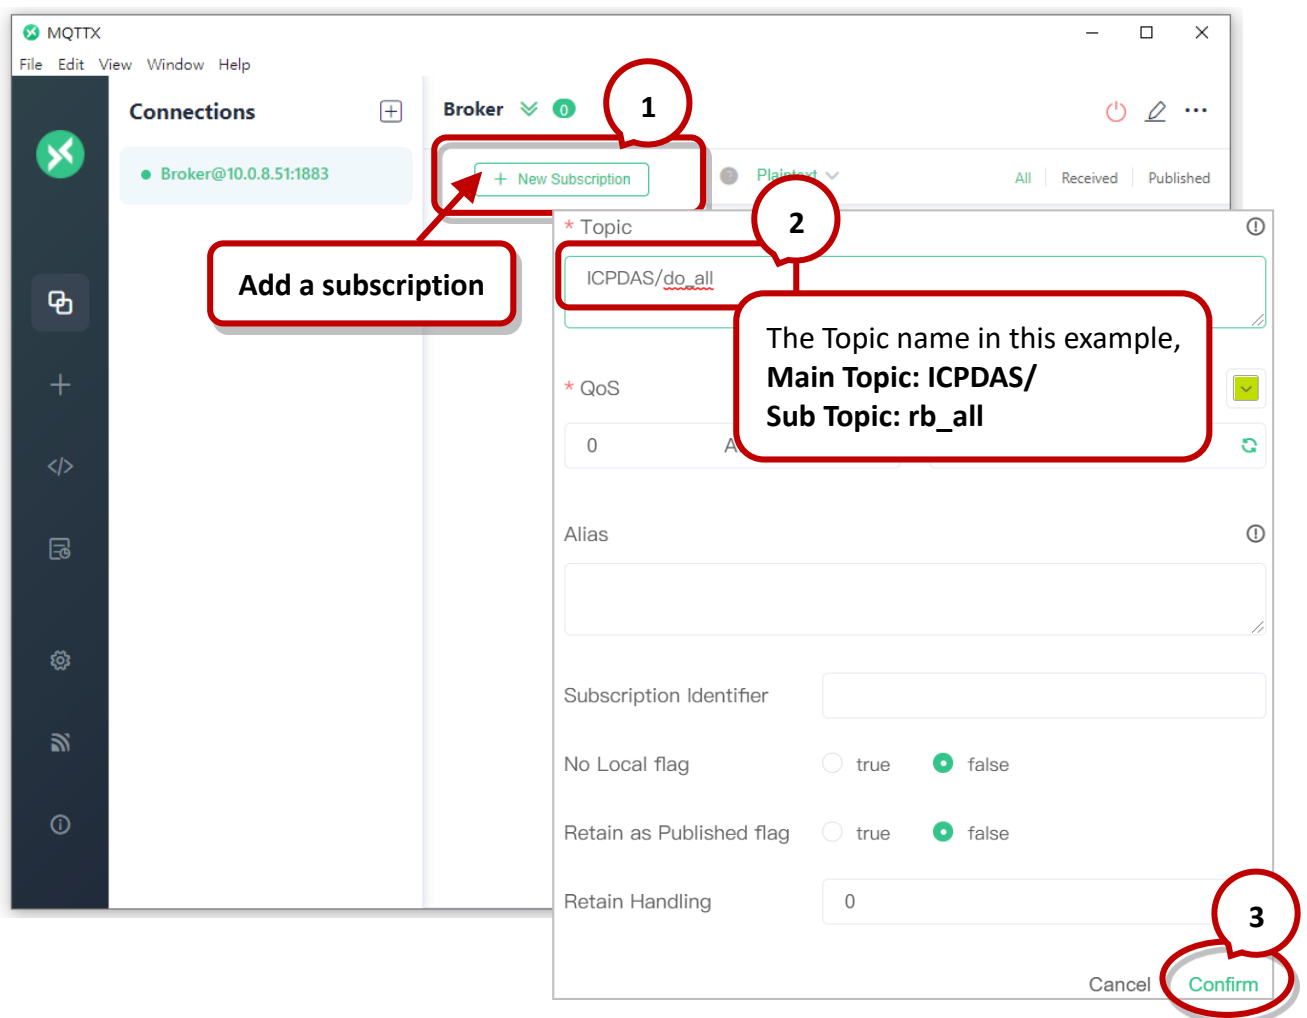 MQTTX
File Edit View Window Help
Connections
Broker 0
1
Broker@10.0.8.51:1883
+ New Subscription
Plaintext
All Received Published
Add a subscription
* Topic
2
ICPDAS/do_all
The Topic name in this example,
Main Topic: ICPDAS/
Sub Topic: rb_all
* QoS
0 A
Alias
Subscription Identifier
No Local flag true false
Retain as Published flag true false
Retain Handling 0
3
Cancel Confirm